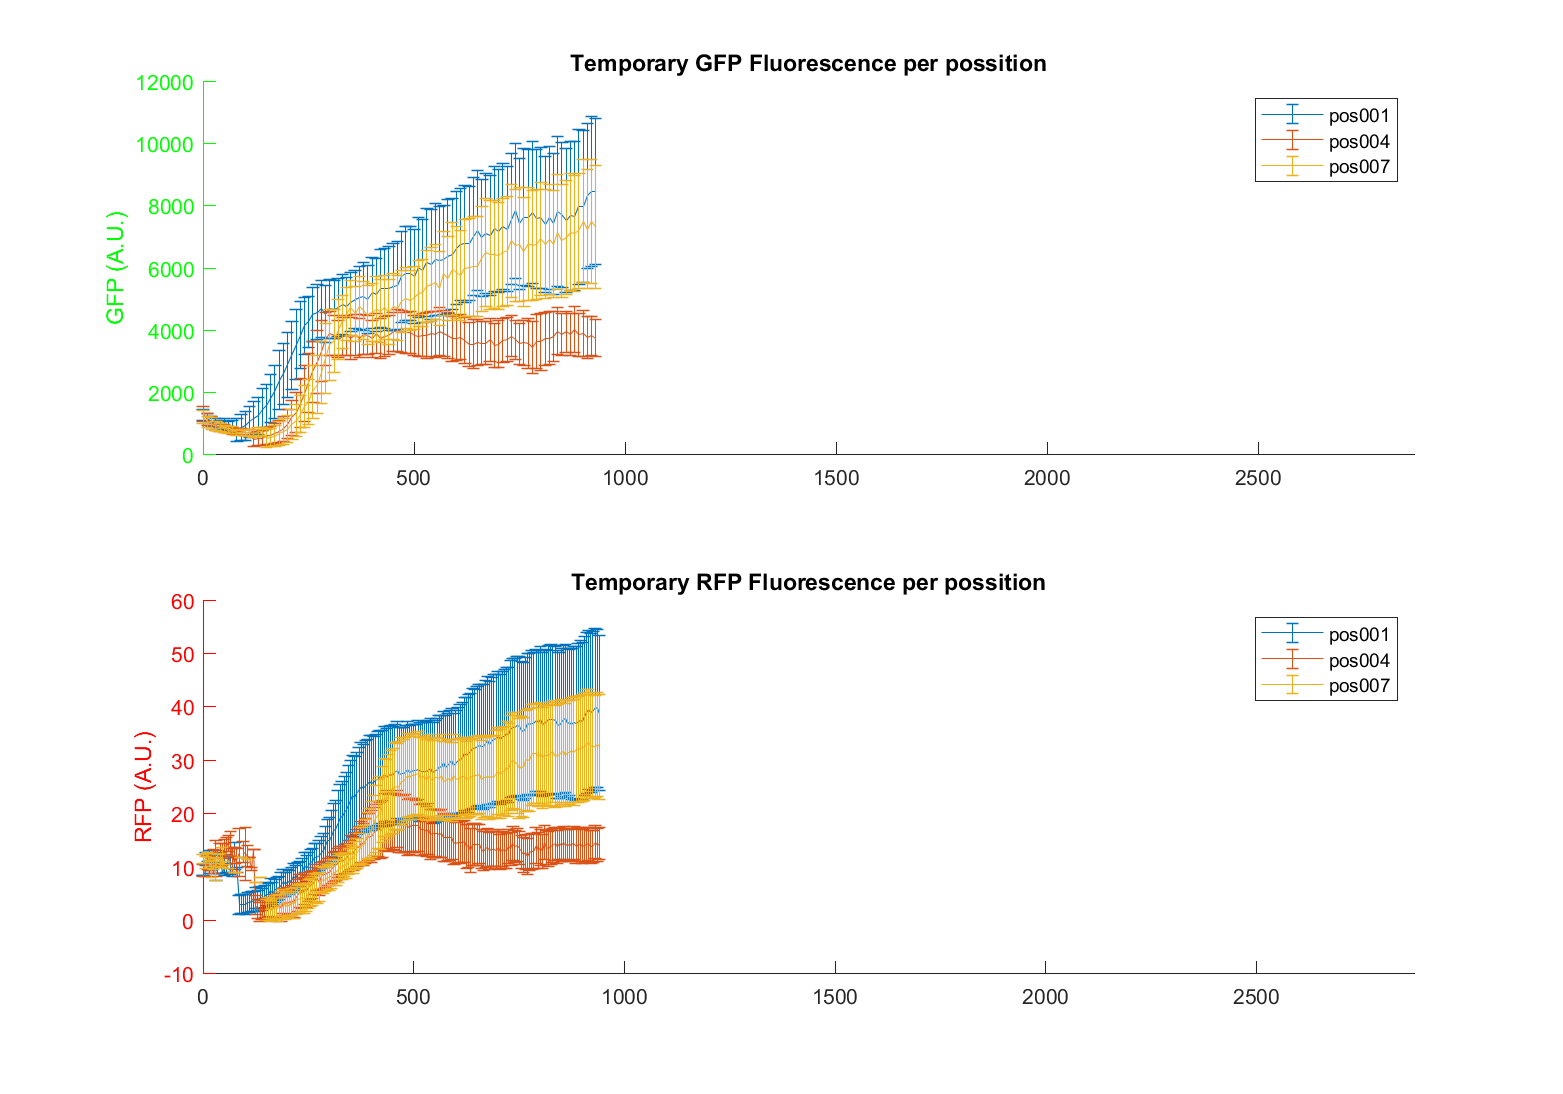 Temporary GFP Fluorescence per possition
12000
10000
8000
6000
4000
2000
0
GFP (A.U.)
pos001
pos004
pos007
0 500 1000 1500 2000 2500
Temporary RFP Fluorescence per possition
60
50
40
30
20
10
0
-10
RFP (A.U.)
pos001
pos004
pos007
0 500 1000 1500 2000 2500